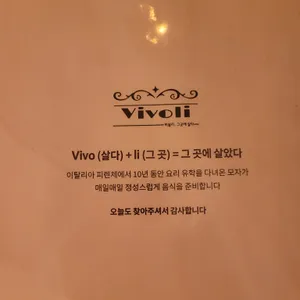 Vivoli
Vivo (살다) + li (그 곳) = 그 곳에 살았다
이탈리아 피렌체에서 10년 동안 요리 유학을 다녀온 모자가
매일매일 정성스럽게 음식을 준비합니다
오늘도 찾아주셔서 감사합니다